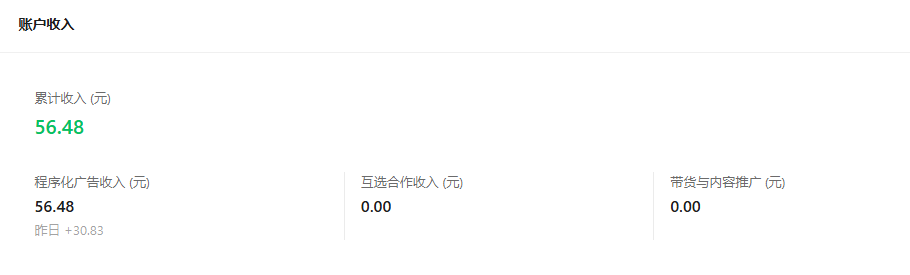 账户收入
累计收入 (元)
56.48
程序化广告收入 (元)
56.48
昨日 +30.83
互选合作收入 (元)
0.00
带货与内容推广 (元)
0.00